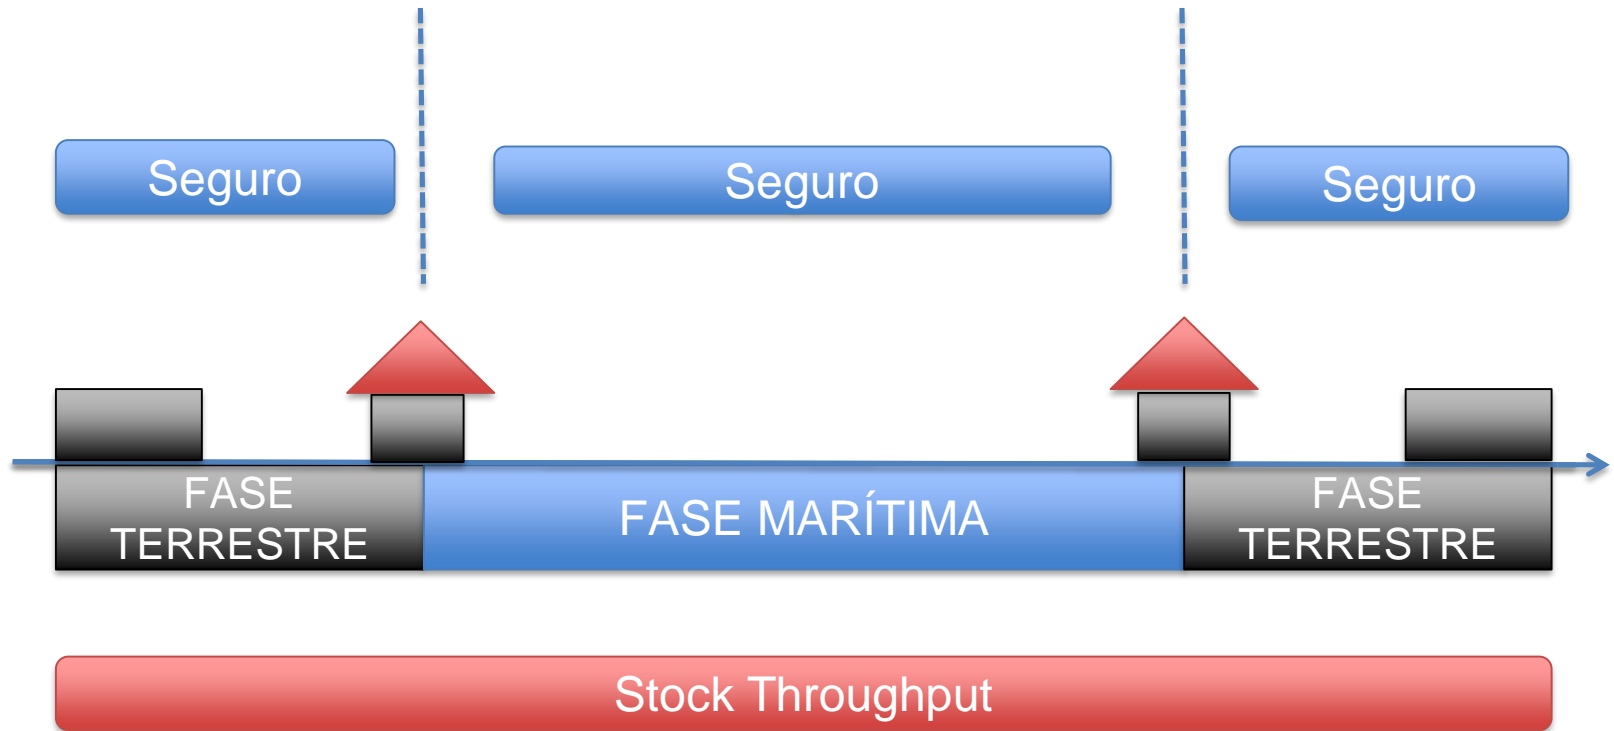 Seguro
Seguro
Seguro
FASE
TERRESTRE
FASE MARÍTIMA
FASE
TERRESTRE
Stock Throughput